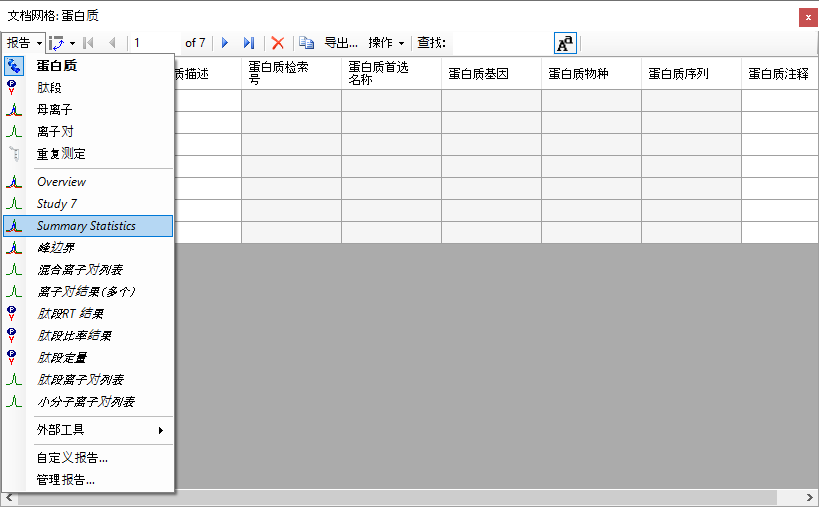 文档网格: 蛋白质
x
报告
1
of 7
导出...
操作
查找:
Aa
质描述
蛋白质检索
号
蛋白质首选
名称
蛋白质基因
蛋白质物种
蛋白质序列
蛋白质注释
蛋白质
肽段
母离子
离子对
重复测定
Overview
Study 7
Summary Statistics
峰边界
混合离子对列表
离子对结果(多个)
肽段RT 结果
肽段比率结果
肽段定量
肽段离子对列表
小分子离子对列表
外部工具
自定义报告...
管理报告...